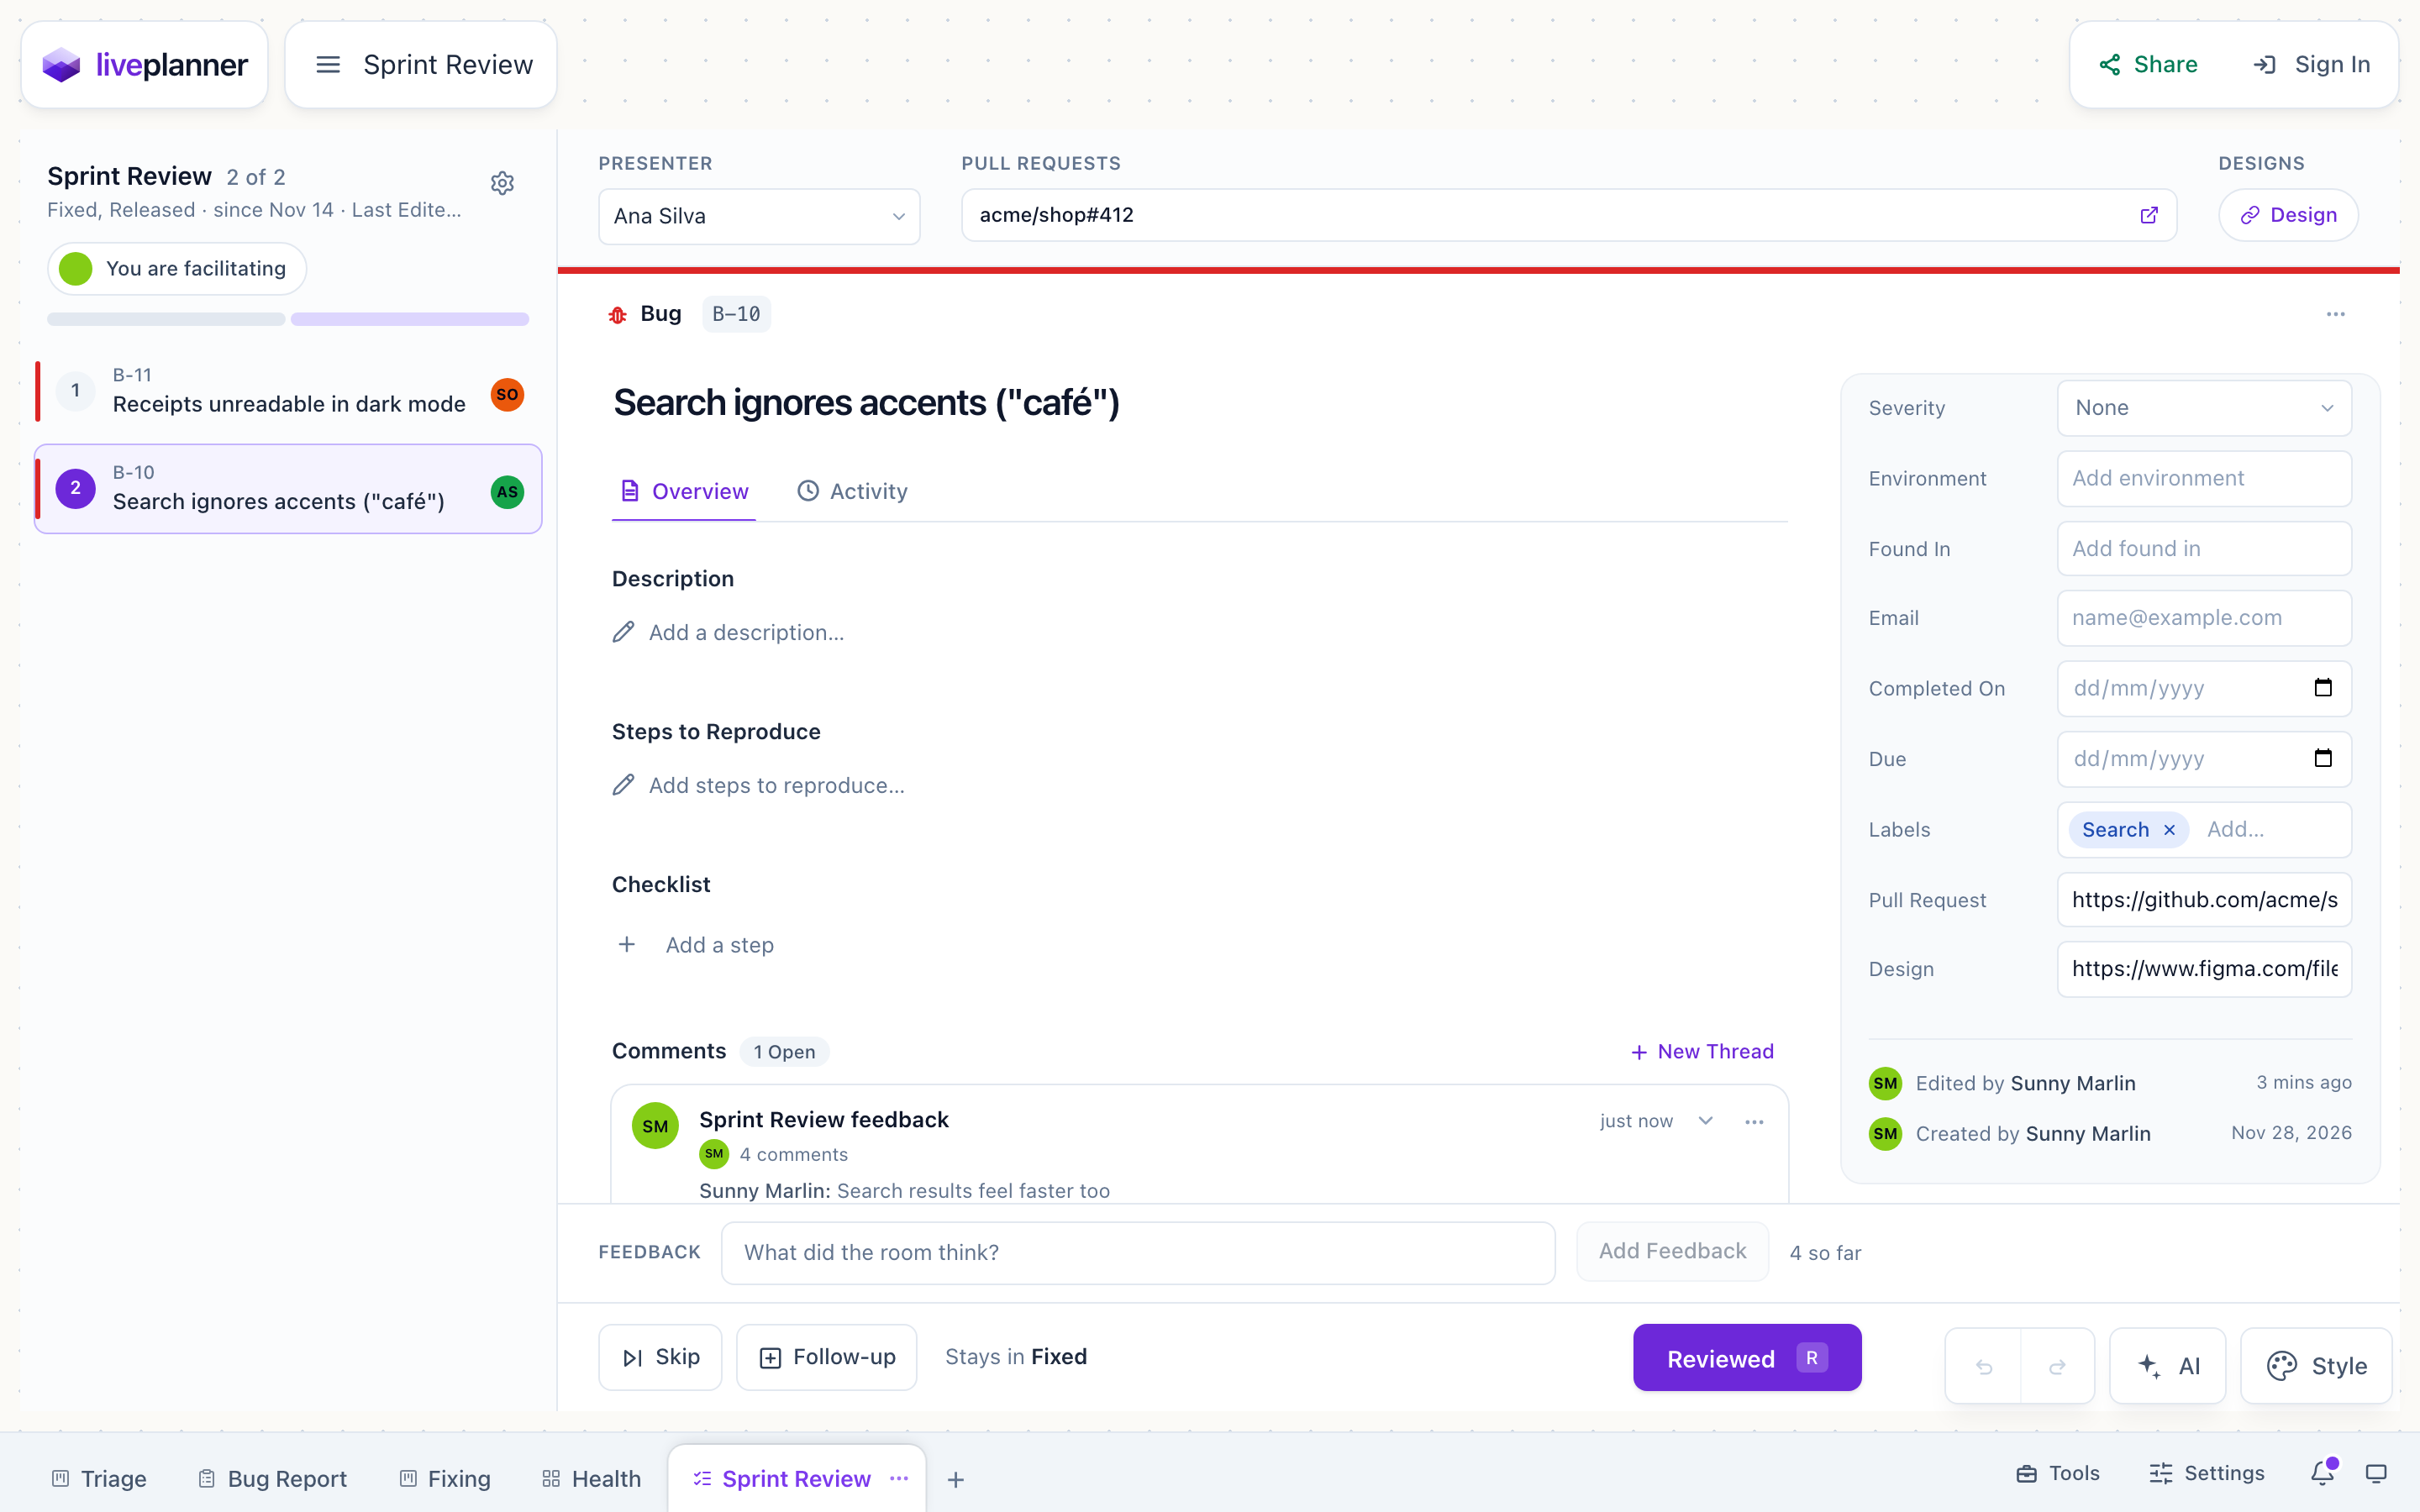 liveplanner
Sprint Review
Share
Sign In
Sprint Review 2 of 2
Fixed, Released · since Nov 14 · Last Edite...
You are facilitating
1
B-11
Receipts unreadable in dark mode
SO
2
B-10
Search ignores accents ("café")
AS
PRESENTER
Ana Silva
PULL REQUESTS
acme/shop#412
DESIGNS
Design
Bug B-10
Search ignores accents ("café")
Overview
Activity
Description
Add a description...
Steps to Reproduce
Add steps to reproduce...
Checklist
Add a step
Comments 1 Open
New Thread
SM
Sprint Review feedback
just now
SM 4 comments
Sunny Marlin: Search results feel faster too
Severity None
Environment Add environment
Found In Add found in
Email name@example.com
Completed On dd/mm/yyyy
Due dd/mm/yyyy
Labels Search Add...
Pull Request https://github.com/acme/s
Design https://www.figma.com/file
SM Edited by Sunny Marlin 3 mins ago
SM Created by Sunny Marlin Nov 28, 2026
FEEDBACK What did the room think? Add Feedback 4 so far
Skip Follow-up Stays in Fixed
Reviewed R
AI
Style
Triage
Bug Report
Fixing
Health
Sprint Review
Tools
Settings